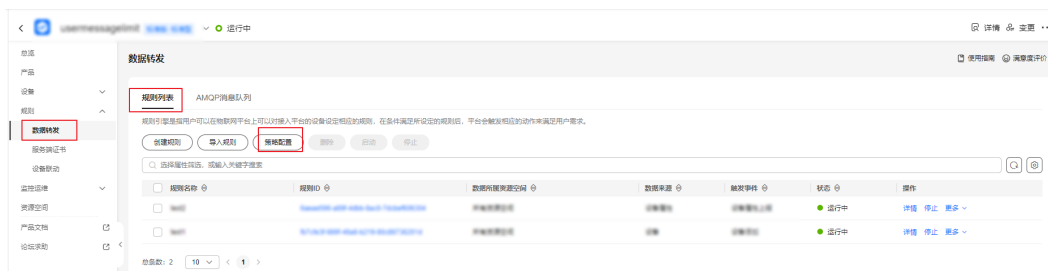 运行中
详情 变更
总览
产品
设备
规则
数据转发
服务端证书
设备联动
监控运维
资源空间
产品文档
论坛求助
数据转发
使用指南 满意度评价
规则列表 AMQP消息队列
规则引擎是指用户可以在物联网平台上可以对接入平台的设备设定相应的规则，在条件满足所设定的规则后，平台会触发相应的动作来满足用户需求。
创建规则 导入规则 策略配置 删除 启动 停止
选择属性筛选，或输入关键字搜索
规则名称 规则ID 数据所属资源空间 数据来源 触发事件 状态 操作
运行中 详情 停止 更多
运行中 详情 停止 更多
总条数：2 10 < 1 >